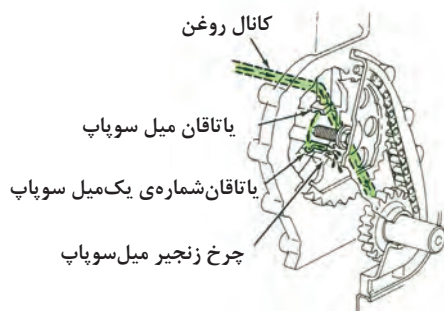 کانال روغن
یاتاقان میل سوپاپ
یاتاقان‌شماره‌ی یک‌میل سوپاپ
چرخ زنجیر میل‌سوپاپ